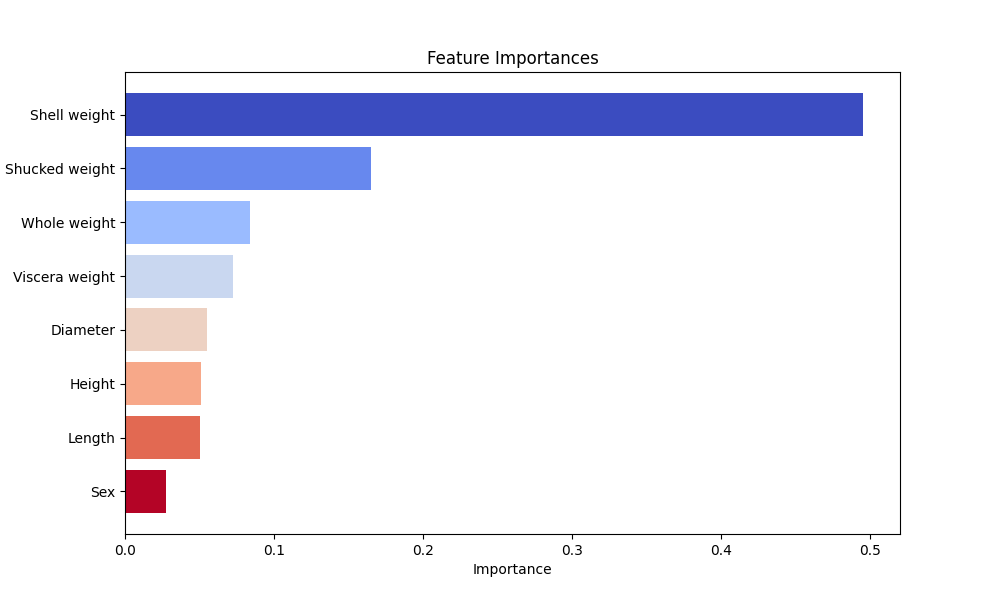 Feature Importances
Shell weight
Shucked weight
Whole weight
Viscera weight
Diameter
Height
Length
Sex
0.0 0.1 0.2 0.3 0.4 0.5
Importance